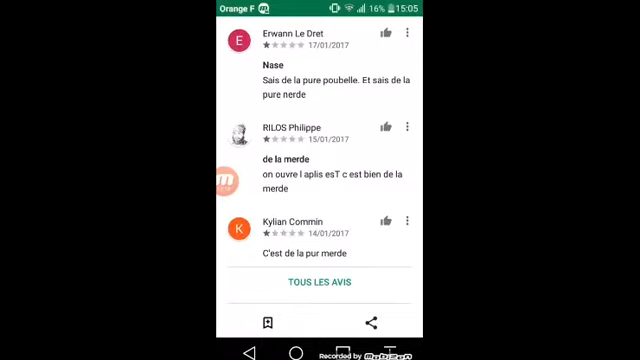 Orange F 16% 15:05
E Erwann Le Dret
17/01/2017
Nase
Sais de la pure poubelle. Et sais de la
pure nerde
RILOS Philippe
15/01/2017
de la merde
on ouvre l aplis esT c est bien de la
merde
K Kylian Commin
14/01/2017
C'est de la pur merde
TOUS LES AVIS
Recorded by Mobizen